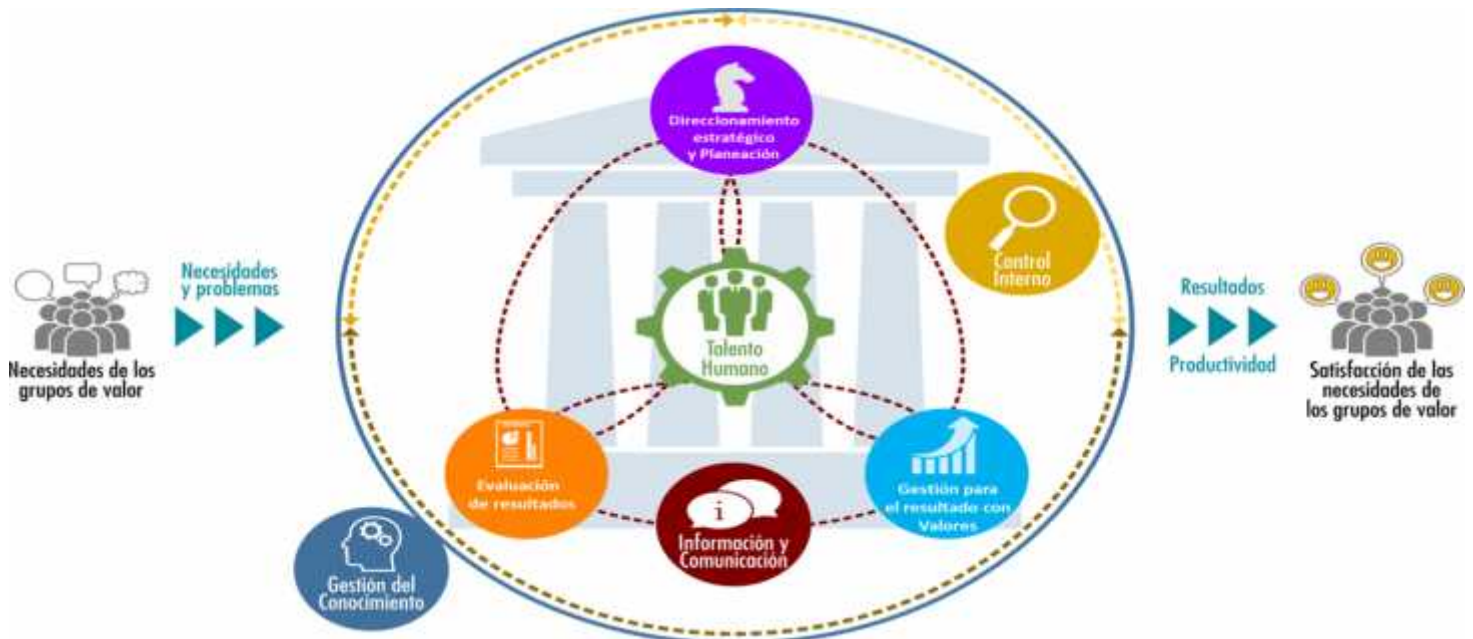 Necesidades de los
grupos de valor
Necesidades
y problemas
Direccionamiento
estratégico
y Planeación
Control
Interno
Talento
Humano
Evaluación
de resultados
Información y
Comunicación
i
Gestión para
el resultado con
Valores
Gestión del
Conocimiento
Resultados
Productividad
Satisfacción de las
necesidades de
los grupos de valor